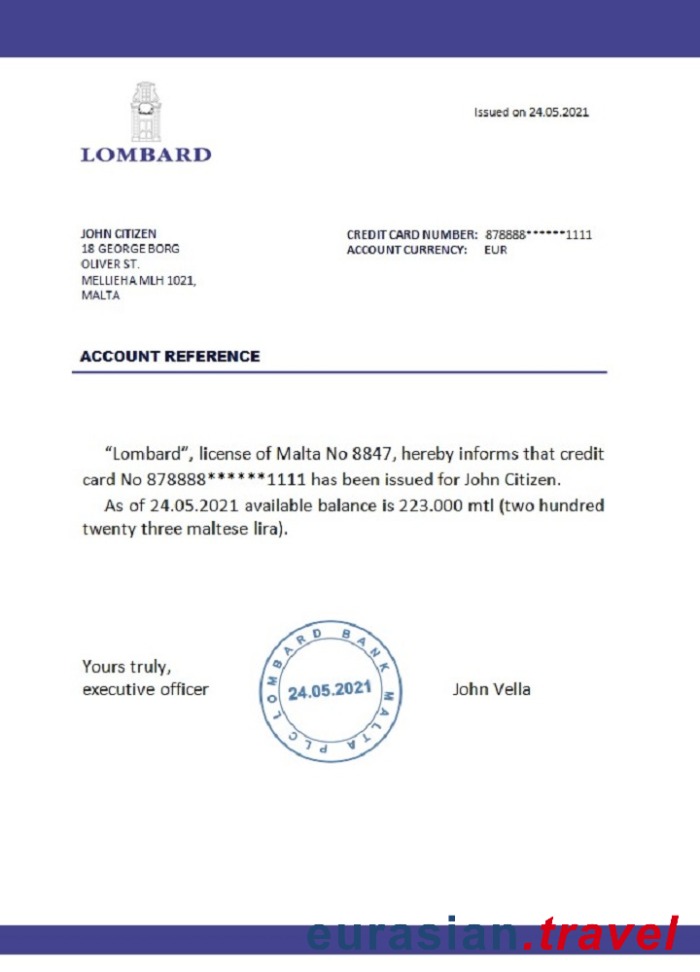 Issued on 24.05.2021
LOMBARD
JOHN CITIZEN
18 GEORGE BORG
OLIVER ST.
MELLIEHA MLH 1021,
MALTA
CREDIT CARD NUMBER: 878888******1111
ACCOUNT CURRENCY: EUR
ACCOUNT REFERENCE
“Lombard”, license of Malta No 8847, hereby informs that credit
card No 878888******1111 has been issued for John Citizen.
As of 24.05.2021 available balance is 223.000 mtl (two hundred
twenty three maltese lira).
Yours truly,
executive officer
LOMBARD BANK MALTA PLC
24.05.2021
John Vella
eurasian.travel